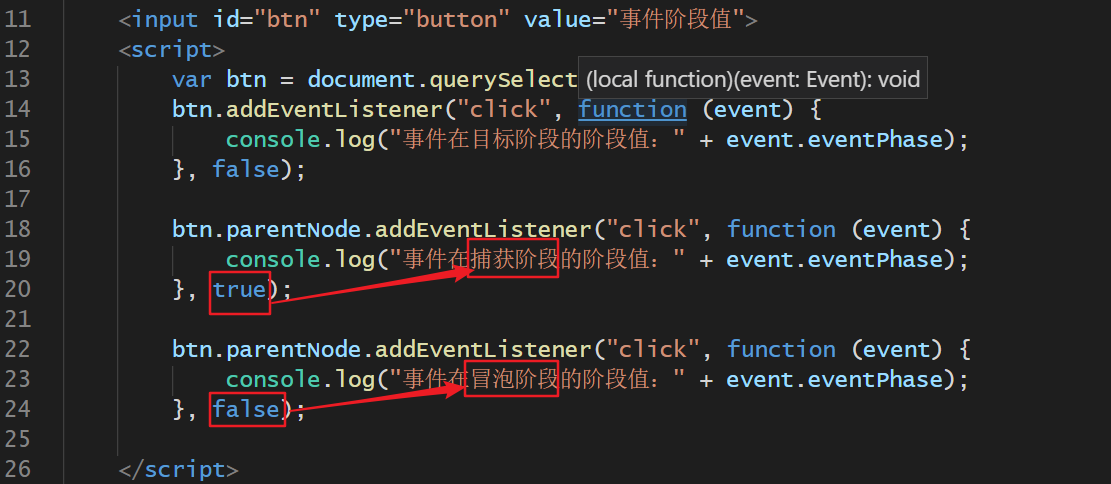 11 <input id="btn" type="button" value="事件阶段值">
12 <script>
13 var btn = document.querySelect
(local function)(event: Event): void
14 btn.addEventListener("click", function (event) {
15 console.log("事件在目标阶段的阶段值：" + event.eventPhase);
16 }, false);
17
18 btn.parentNode.addEventListener("click", function (event) {
19 console.log("事件在捕获阶段的阶段值：" + event.eventPhase);
20 }, true);
21
22 btn.parentNode.addEventListener("click", function (event) {
23 console.log("事件在冒泡阶段的阶段值：" + event.eventPhase);
24 }, false);
25
26 </script>